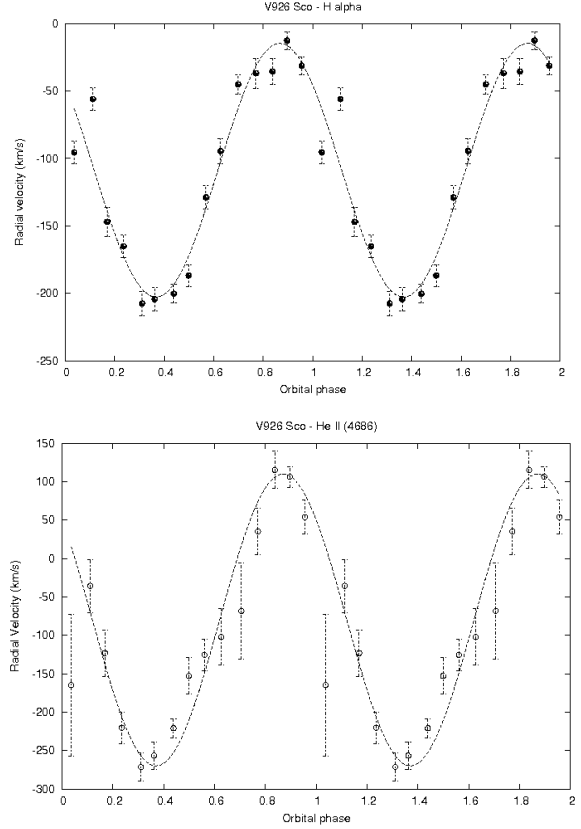 V926 Sco - H alpha
Radial velocity (km/s)
0
-50
-100
-150
-200
-250
0 0.2 0.4 0.6 0.8 1 1.2 1.4 1.6 1.8 2
Orbital phase
V926 Sco - He II (4686)
Radial Velocity (km/s)
150
100
50
0
-50
-100
-150
-200
-250
-300
0 0.2 0.4 0.6 0.8 1 1.2 1.4 1.6 1.8 2
Orbital phase